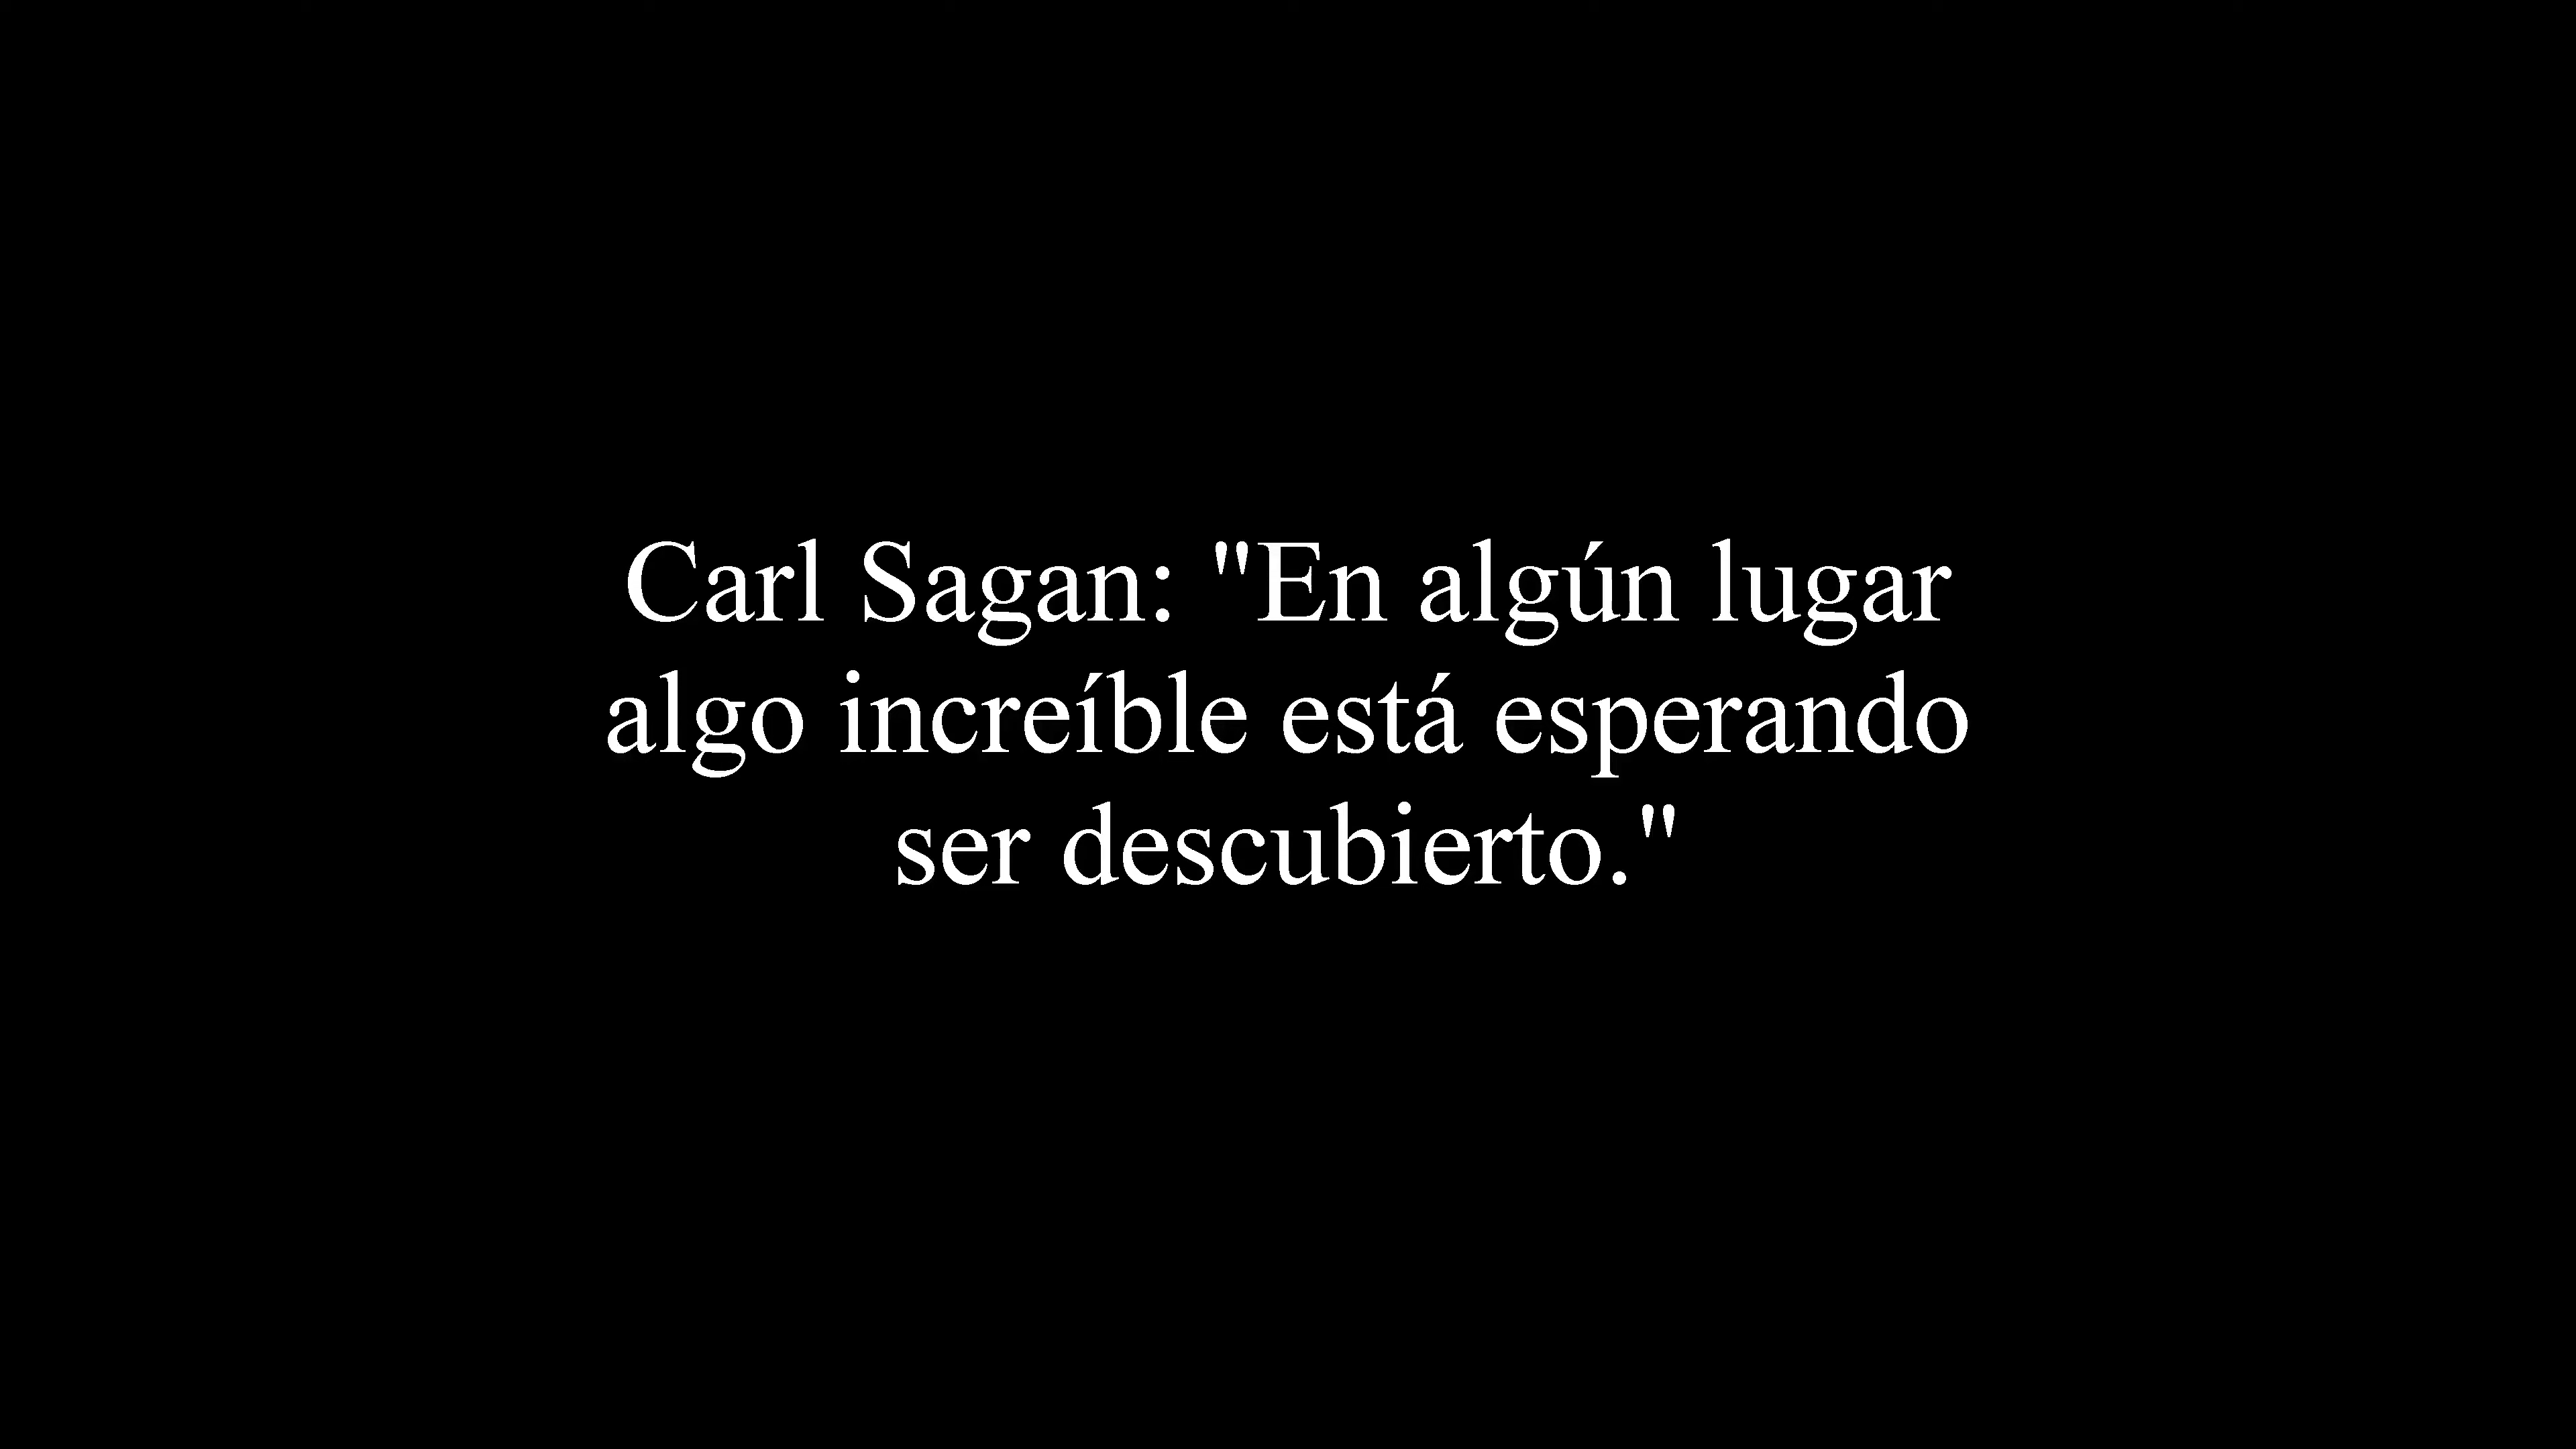 Carl Sagan: "En algún lugar
algo increíble está esperando
ser descubierto."